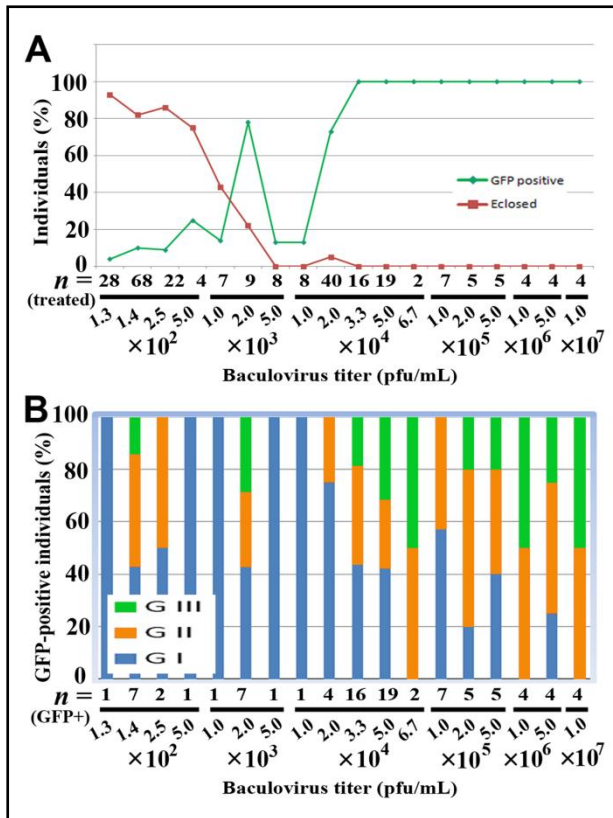 A
Individuals (%)
100
80
60
40
20
0
GFP positive
Eclosed
n = 28 68 22 4 7 9 8 8 40 16 19 2 7 5 5 4 4 4
(treated)
1.3 1.4 2.5 5.0 1.0 2.0 5.0 1.0 2.0 3.3 5.0 6.7 1.0 2.0 5.0 1.0 5.0 1.0
×10² ×10³ ×10⁴ ×10⁵ ×10⁶ ×10⁷
Baculovirus titer (pfu/mL)
B
GFP-positive individuals (%)
100
80
60
40
20
0
G III
G II
G I
n = 1 7 2 1 1 7 1 1 4 16 19 2 7 5 5 4 4 4
(GFP+)
1.3 1.4 2.5 5.0 1.0 2.0 5.0 1.0 2.0 3.3 5.0 6.7 1.0 2.0 5.0 1.0 5.0 1.0
×10² ×10³ ×10⁴ ×10⁵ ×10⁶ ×10⁷
Baculovirus titer (pfu/mL)